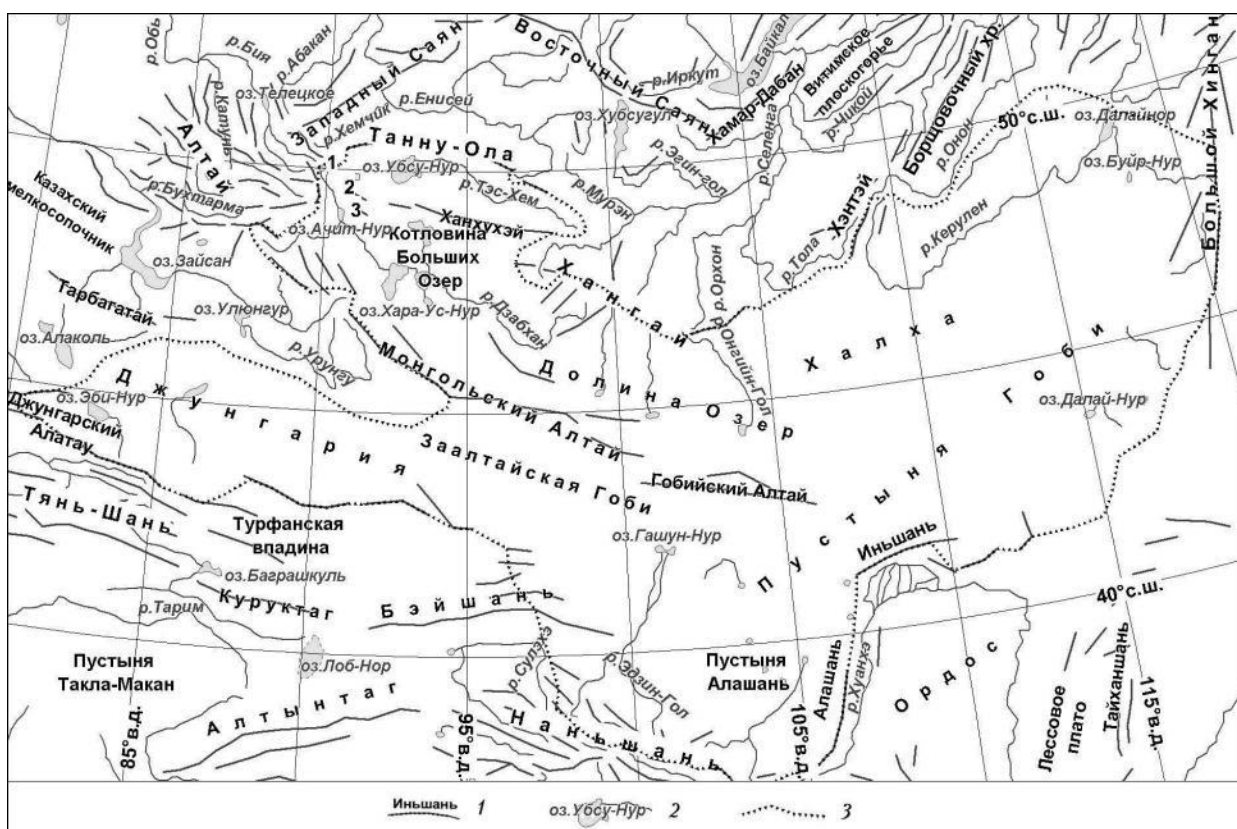 р.Обь
р.Бия
р.Абакан
Западный Саян
Восточный Саян
оз.Байкал
р.Иркут
Витимское
плоскогорье
Борщовочный хр.
Большой Хинган
оз.Телецкое
р.Катунь
р.Енисей
р.Хемчик
оз.Хубсугул
Хамар-Дабан
р.Чикой
р.Селенга
50°с.ш.
оз.Далайнор
р.Онон
Алтай
Танну-Ола
1
оз.Убсу-Нур
р.Эгин-гол
оз.Буйр-Нур
2
р.Тэс-Хем
р.Мурэн
Казахский
мелкосопочник
р.Бухтарма
3
Ханхухэй
Хэнтэй
р.Керулен
оз.Ачит-Нур
Котловина
Больших
Озер
р.Тола
оз.Зайсан
Хангай
р.Орхон
Тарбагатай
оз.Улюнгур
оз.Хара-Ус-Нур
р.Дзабхан
р.Онгийн-Гол
Халха
оз.Алаколь
р.Урунгу
Монгольский Алтай
Долина Озер
Джунгария
оз.Эби-Нур
Пустыня Гоби
оз.Далай-Нур
Джунгарский
Алатау
Заалтайская Гоби
Гобийский Алтай
Тянь-Шань
Турфанская
впадина
оз.Гашун-Нур
Иньшань
оз.Баграшкуль
Куруктаг
Бэйшань
40°с.ш.
р.Тарим
Пустыня
Такла-Макан
оз.Лоб-Нор
р.Сулэхэ
р.Эдзин-Гол
Пустыня
Алашань
Алашань
р.Хуанхэ
Ордос
Лессовое
плато
Тайханшань
Алтынтаг
Наньшань
85°в.д.
95°в.д.
105°в.д.
115°в.д.
Иньшань 1
оз.Убсу-Нур 2
3